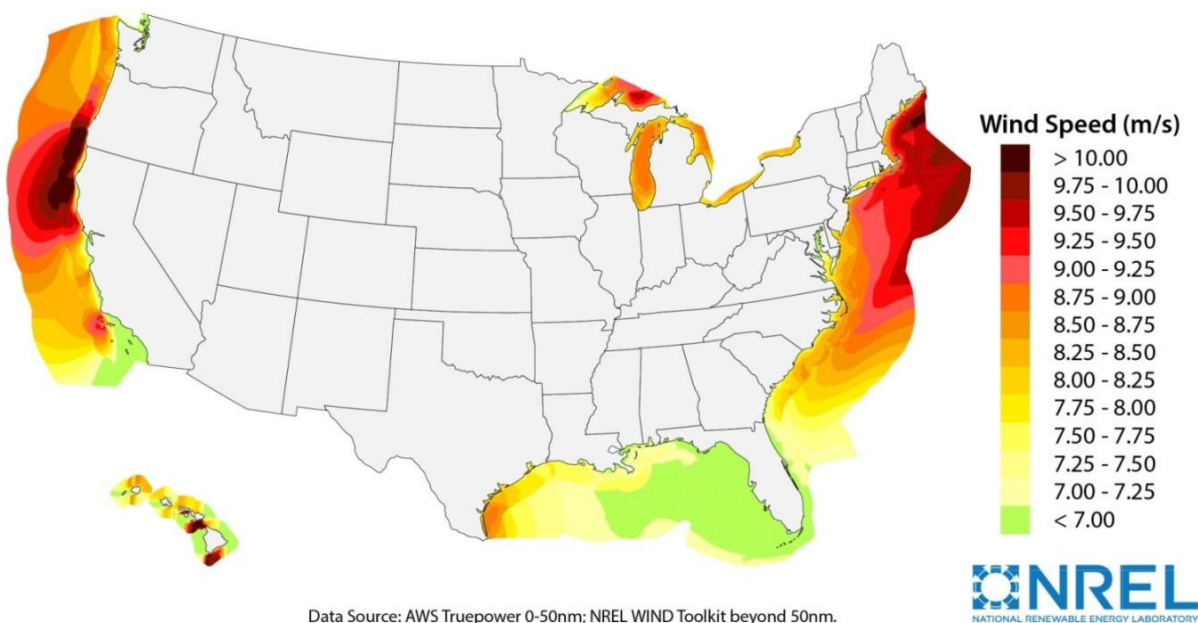 Wind Speed (m/s)
> 10.00
9.75 - 10.00
9.50 - 9.75
9.25 - 9.50
9.00 - 9.25
8.75 - 9.00
8.50 - 8.75
8.25 - 8.50
8.00 - 8.25
7.75 - 8.00
7.50 - 7.75
7.25 - 7.50
7.00 - 7.25
< 7.00
NREL
NATIONAL RENEWABLE ENERGY LABORATORY
Data Source: AWS Truepower 0-50nm; NREL WIND Toolkit beyond 50nm.